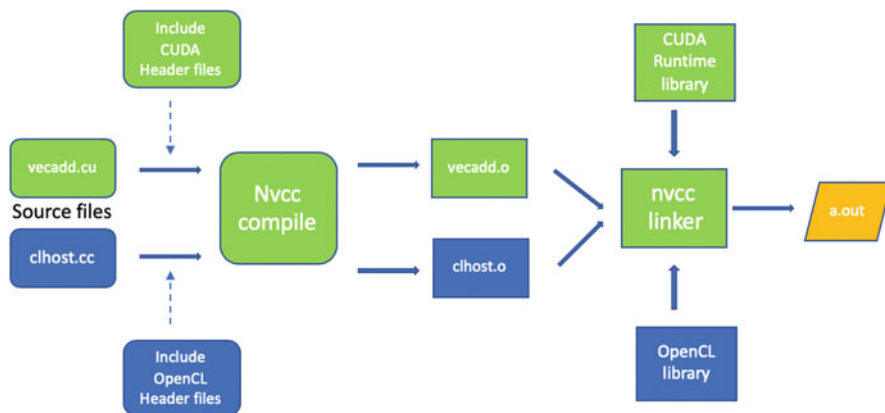 Include
CUDA
Header files
CUDA
Runtime
library
vecadd.cu
Source files
clhost.cc
Nvcc
compile
vecadd.o
clhost.o
nvcc
linker
a.out
Include
OpenCL
Header files
OpenCL
library